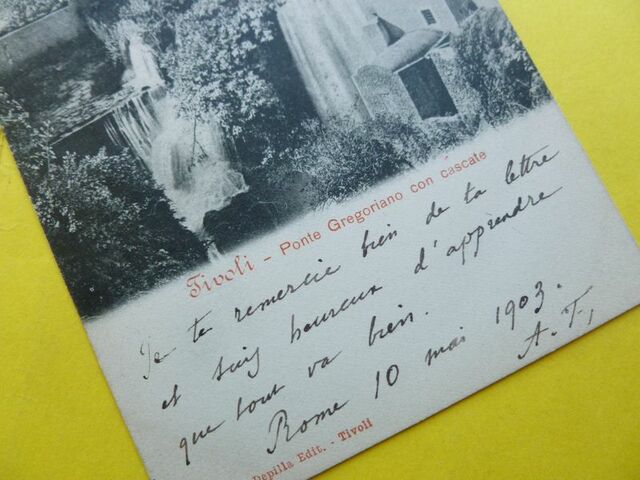 Tivoli - Ponte Gregoriano con cascate
Je te remercie bien de ta lettre
et suis heureux d'apprendre
que tout va bien.
Rome 10 mai 1903.
A. F,
Depilla Edit. - Tivoli